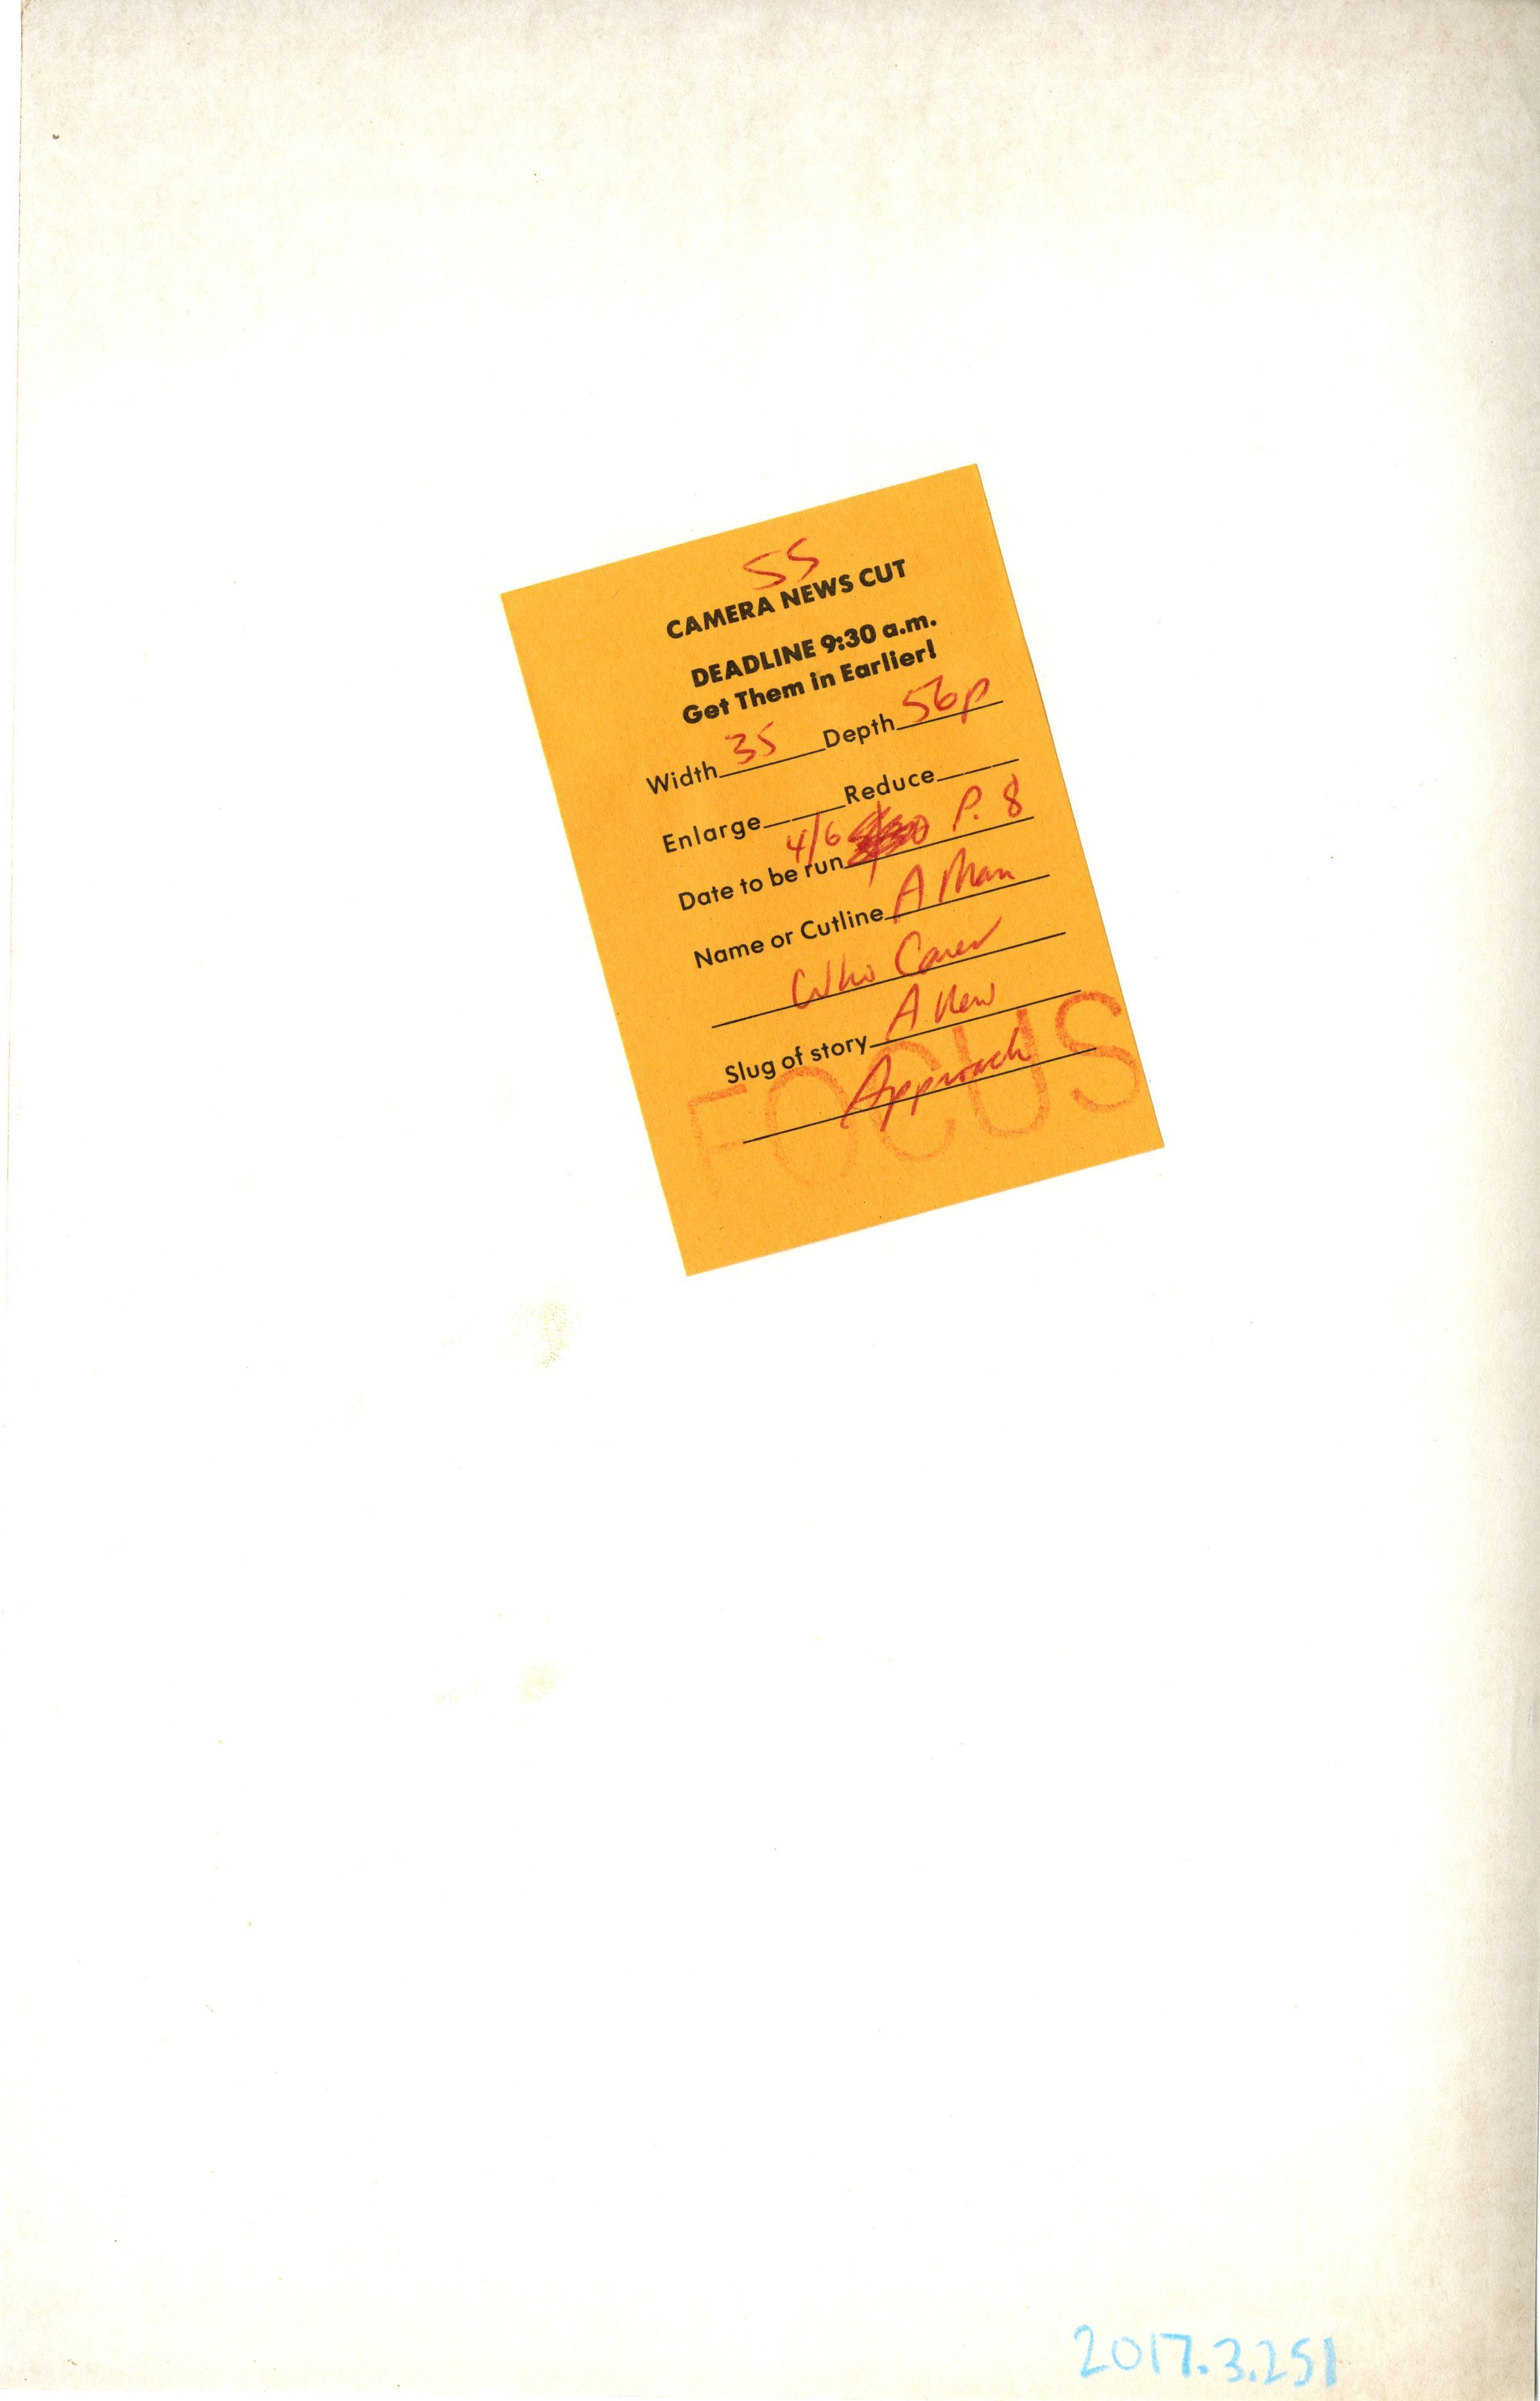 55
CAMERA NEWS CUT
DEADLINE 9:30 a.m.
Get Them in Earlier!
Width 35 Depth 56p
Enlarge Reduce
Date to be run 4/6 P. 8
Name or Cutline A Man
Who Cares
Slug of story A New
Approach
FOCUS
2017.3.251